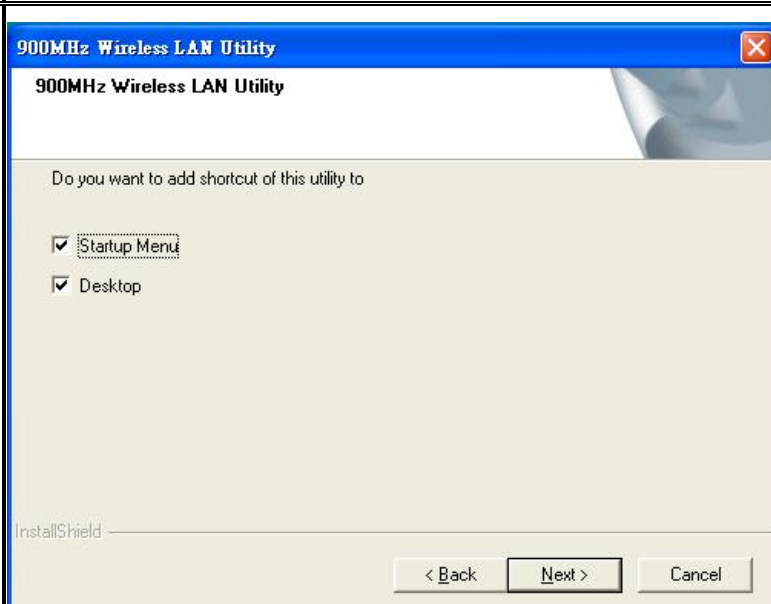 900MHz Wireless LAN Utility
900MHz Wireless LAN Utility
Do you want to add shortcut of this utility to
Startup Menu
Desktop
InstallShield
< Back Next > Cancel